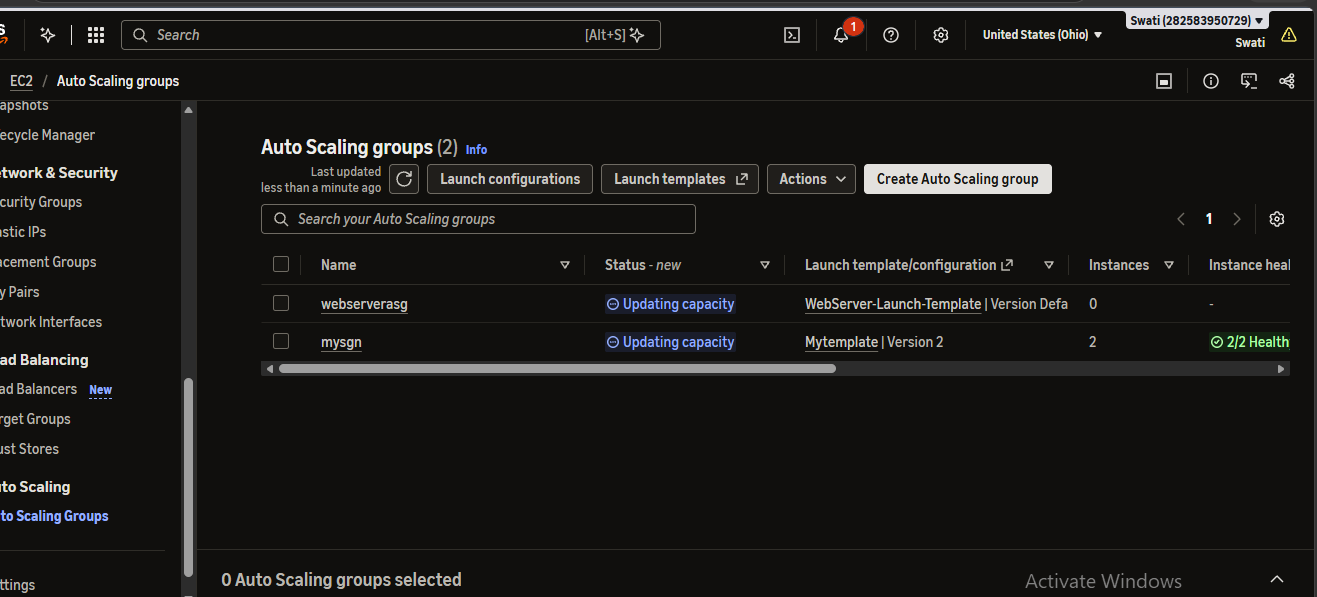 Search [Alt+S] 1 United States (Ohio) Swati (282583950729)
Swati
EC2 / Auto Scaling groups
apshots
ecycle Manager
twork & Security
curity Groups
astic IPs
acement Groups
y Pairs
twork Interfaces
ad Balancing
ad Balancers New
rget Groups
ust Stores
to Scaling
to Scaling Groups
ttings
Auto Scaling groups (2) Info
Last updated
less than a minute ago
Launch configurations Launch templates Actions Create Auto Scaling group
Search your Auto Scaling groups 1
Name Status - new Launch template/configuration Instances Instance heal
webserverasg Updating capacity WebServer-Launch-Template | Version Defa 0 -
mysgn Updating capacity Mytemplate | Version 2 2 2/2 Health
0 Auto Scaling groups selected
Activate Windows